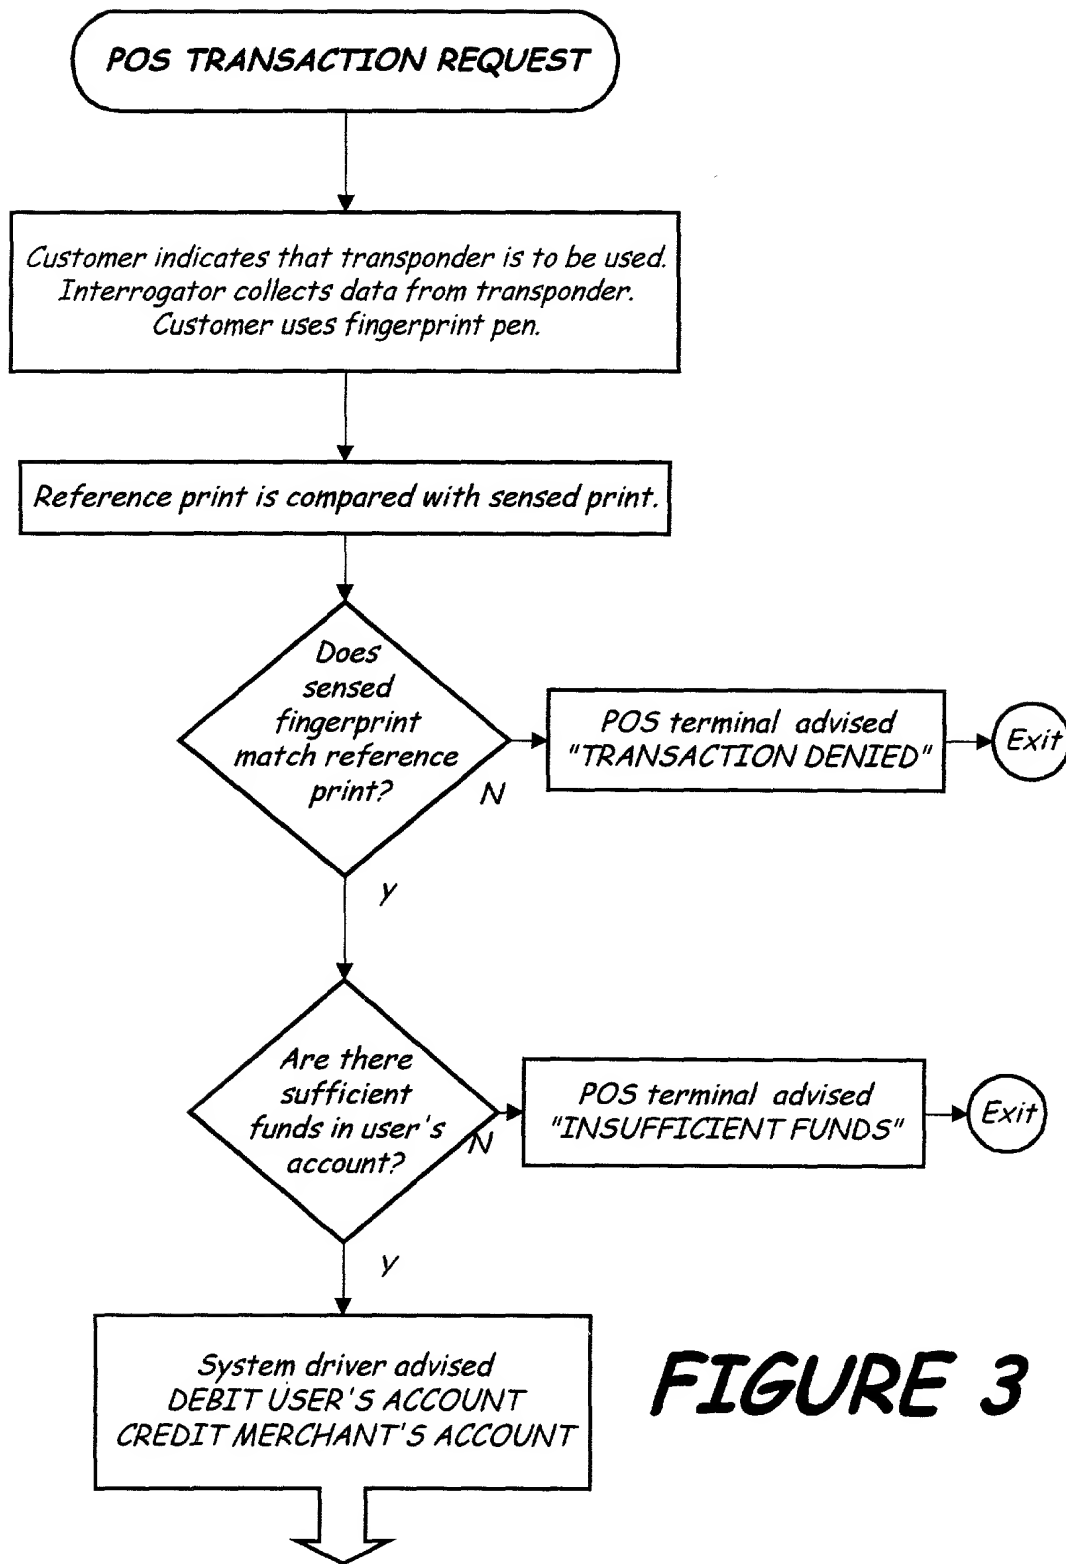 POS TRANSACTION REQUEST
Customer indicates that transponder is to be used.
Interrogator collects data from transponder.
Customer uses fingerprint pen.
Reference print is compared with sensed print.
Does
sensed
fingerprint
match reference
print?
N
POS terminal advised
"TRANSACTION DENIED"
Exit
Y
Are there
sufficient
funds in user's
account?
N
POS terminal advised
"INSUFFICIENT FUNDS"
Exit
Y
System driver advised
DEBIT USER'S ACCOUNT
CREDIT MERCHANT'S ACCOUNT
FIGURE 3